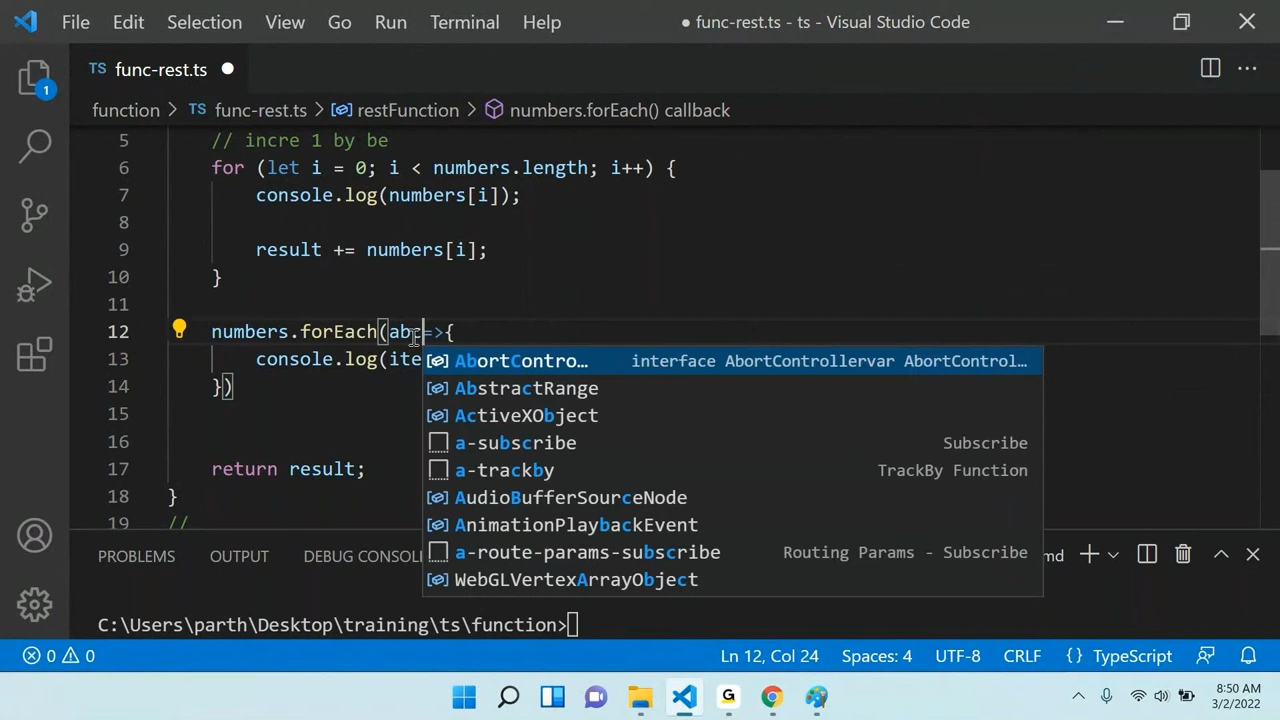 File Edit Selection View Go Run Terminal Help ● func-rest.ts - ts - Visual Studio Code
TS func-rest.ts
function > TS func-rest.ts > restFunction > numbers.forEach() callback
1
5 // incre 1 by be
6 for (let i = 0; i < numbers.length; i++) {
7 console.log(numbers[i]);
8
9 result += numbers[i];
10 }
11
12 numbers.forEach(abc=>{
13 console.log(ite
AbortContro… interface AbortControllervar AbortControl…
14 })
AbstractRange
15
ActiveXObject
16
a-subscribe Subscribe
17 return result;
a-trackby TrackBy Function
18 }
AudioBufferSourceNode
19 //
AnimationPlaybackEvent
a-route-params-subscribe Routing Params - Subscribe
WebGLVertexArrayObject
PROBLEMS OUTPUT DEBUG CONSOL md
C:\Users\parth\Desktop\training\ts\function>
0 0 Ln 12, Col 24 Spaces: 4 UTF-8 CRLF {} TypeScript
G
8:50 AM
3/2/2022